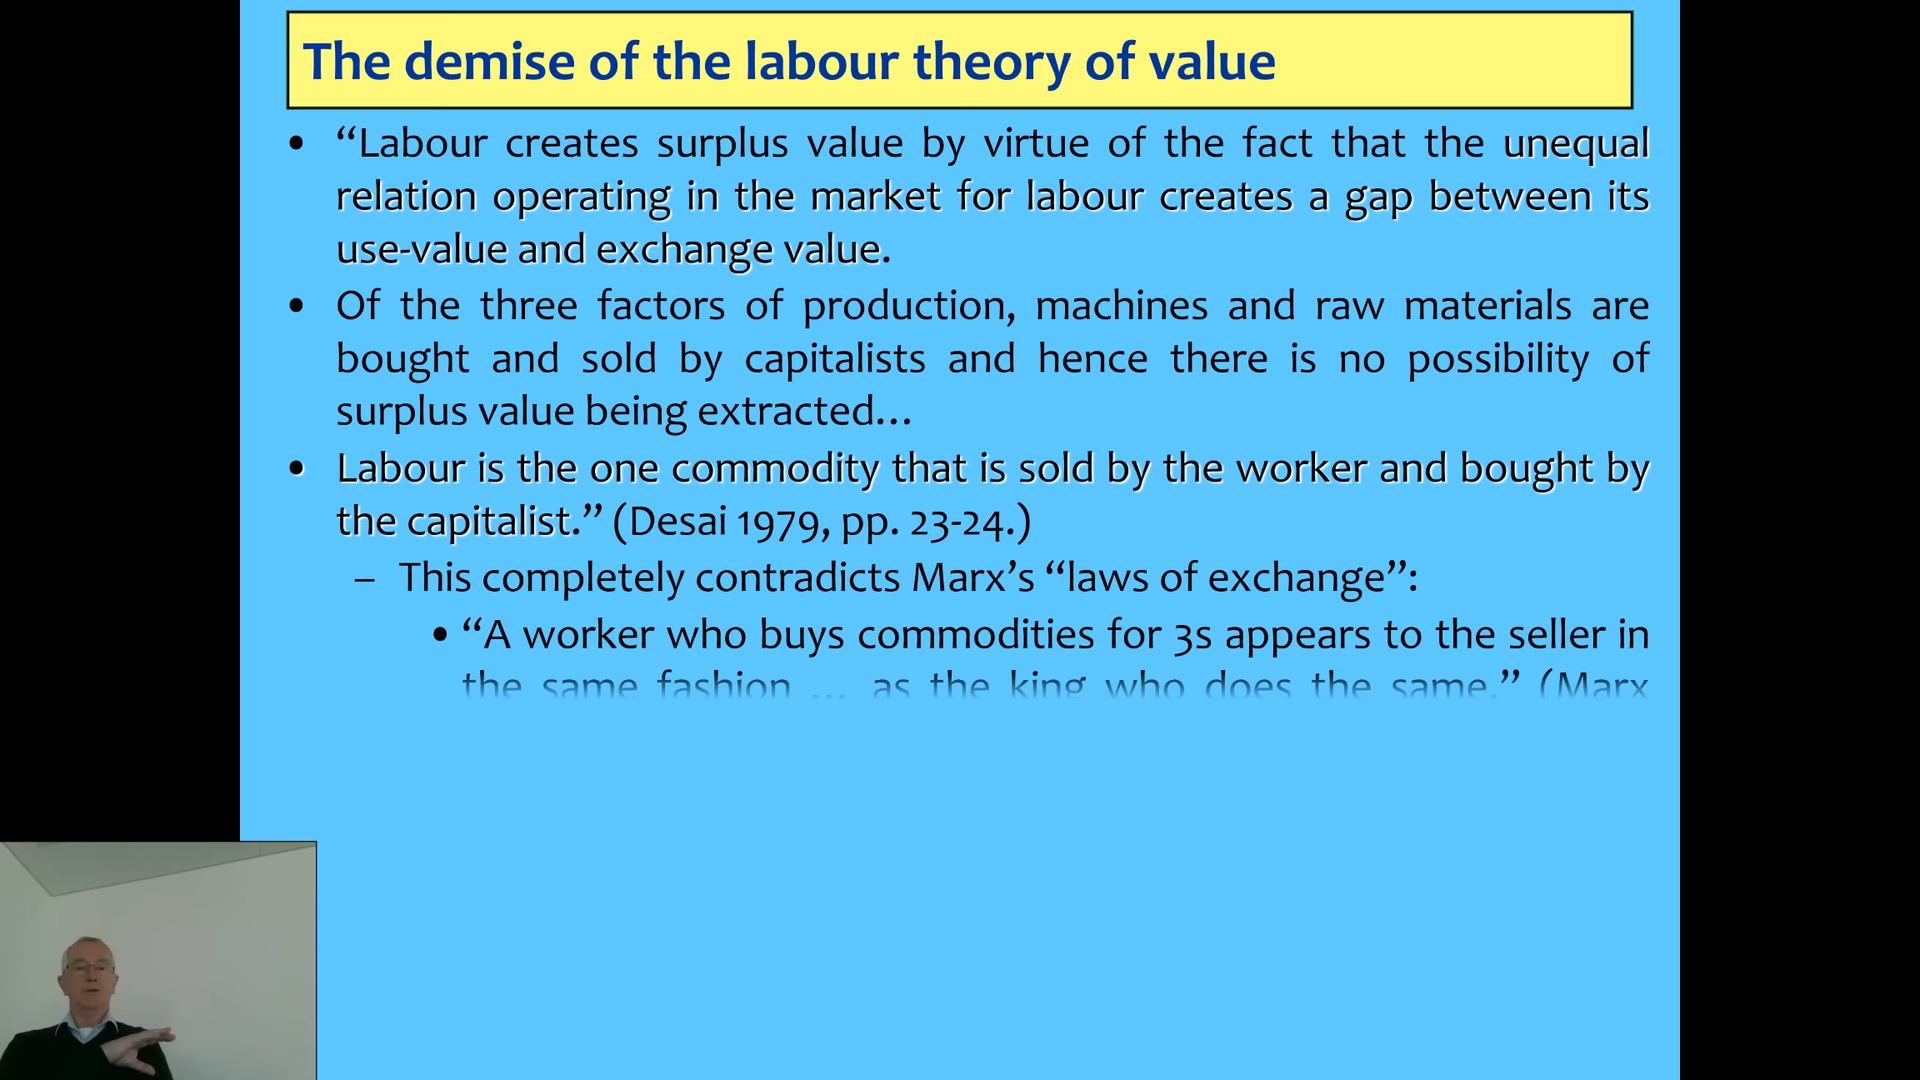 The demise of the labour theory of value
• “Labour creates surplus value by virtue of the fact that the unequal
relation operating in the market for labour creates a gap between its
use-value and exchange value.
• Of the three factors of production, machines and raw materials are
bought and sold by capitalists and hence there is no possibility of
surplus value being extracted…
• Labour is the one commodity that is sold by the worker and bought by
the capitalist.” (Desai 1979, pp. 23-24.)
– This completely contradicts Marx’s “laws of exchange”:
• “A worker who buys commodities for 3s appears to the seller in
the same fashion … as the king who does the same.” (Marx